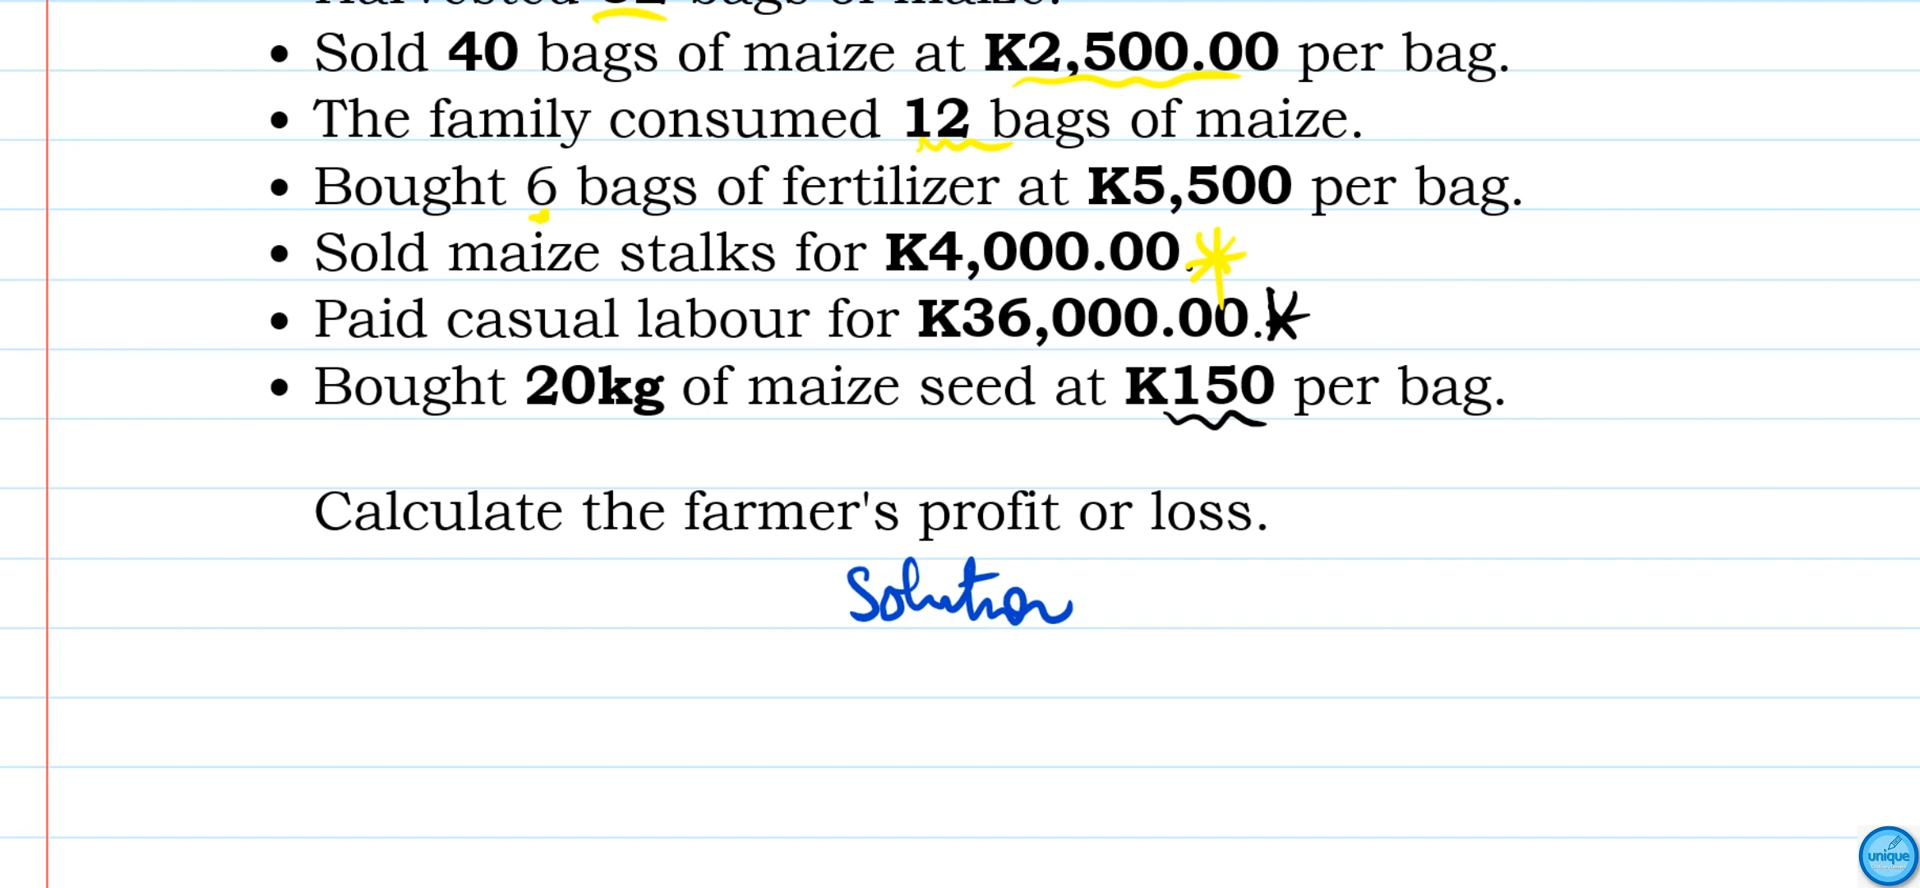 bags of maize.
• Sold 40 bags of maize at K2,500.00 per bag.
• The family consumed 12 bags of maize.
• Bought 6 bags of fertilizer at K5,500 per bag.
• Sold maize stalks for K4,000.00.
• Paid casual labour for K36,000.00.
• Bought 20kg of maize seed at K150 per bag.
Calculate the farmer's profit or loss.
Solution
unique